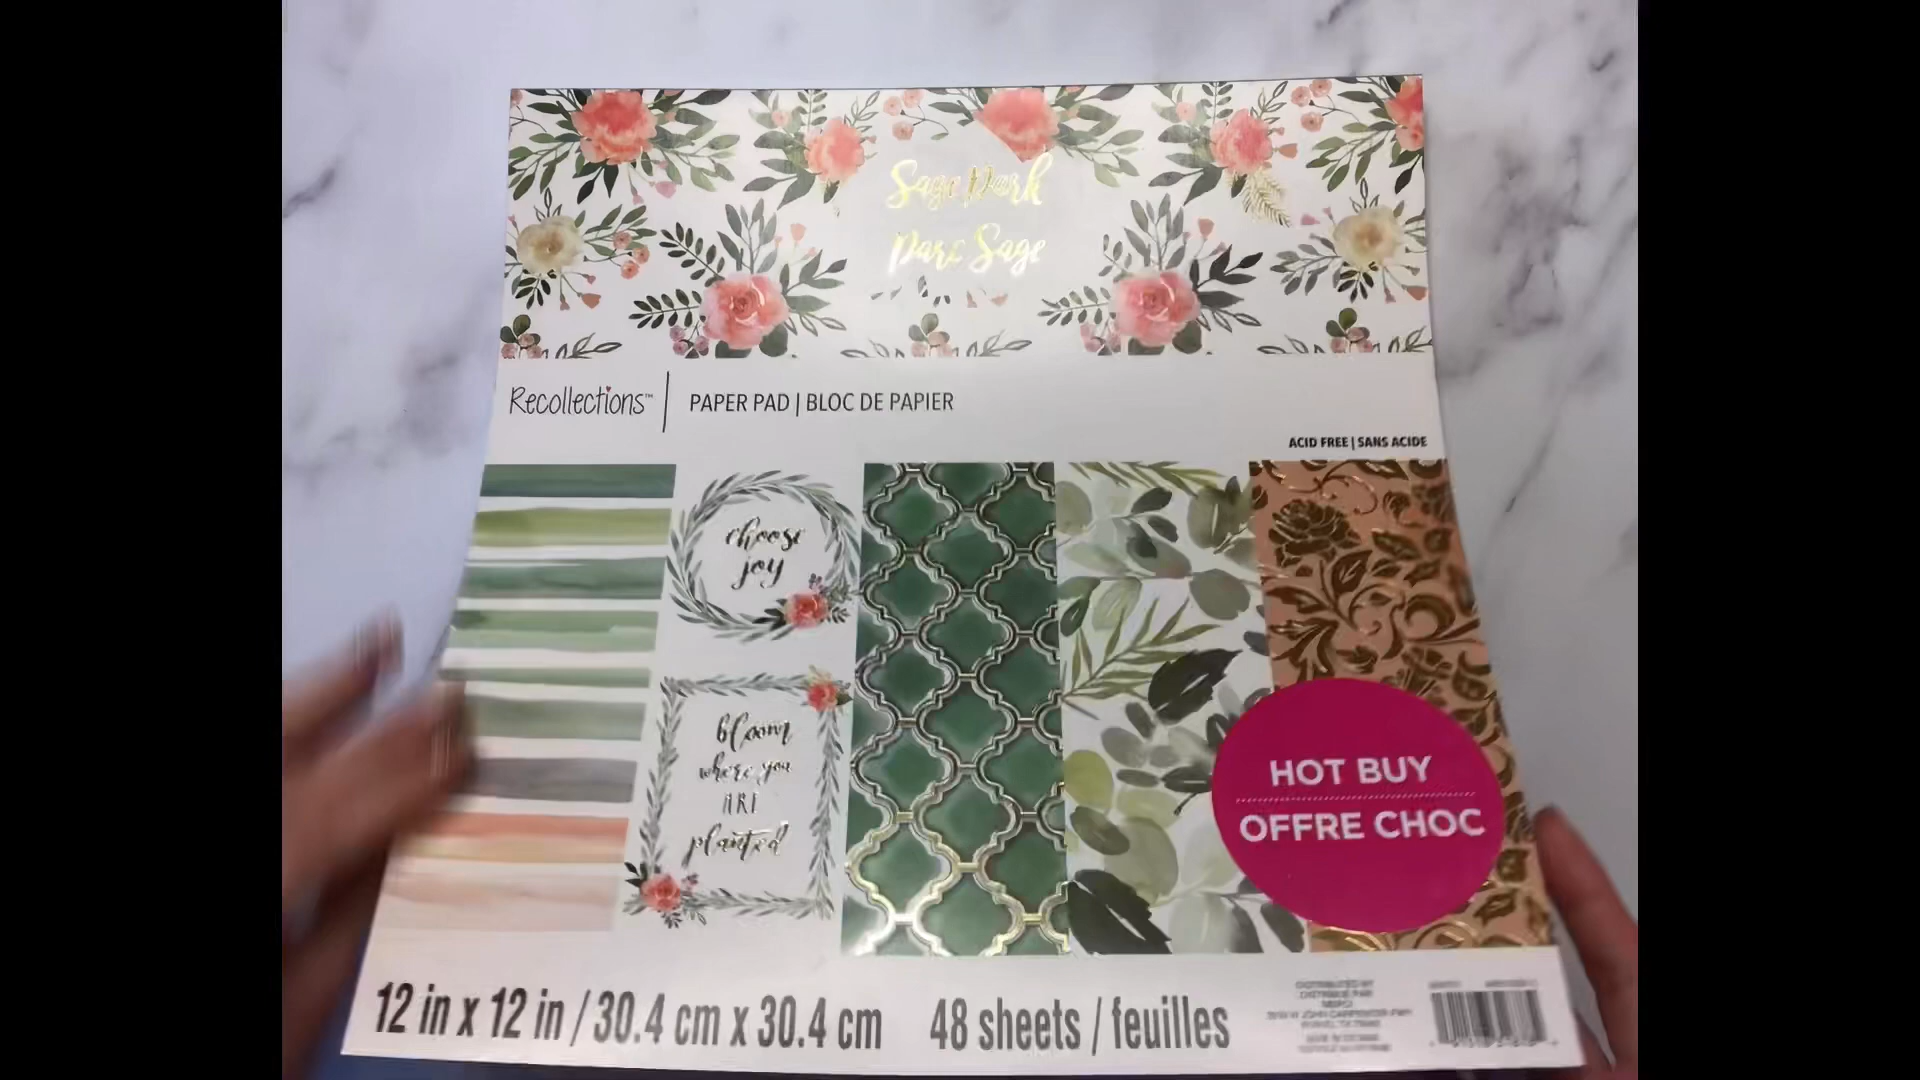 Sage Park
Parc Sage
Recollections™
PAPER PAD | BLOC DE PAPIER
ACID FREE | SANS ACIDE
choose
joy
bloom
where you
ARE
planted
HOT BUY
OFFRE CHOC
12 in x 12 in / 30.4 cm x 30.4 cm
48 sheets / feuilles
DISTRIBUTED BY